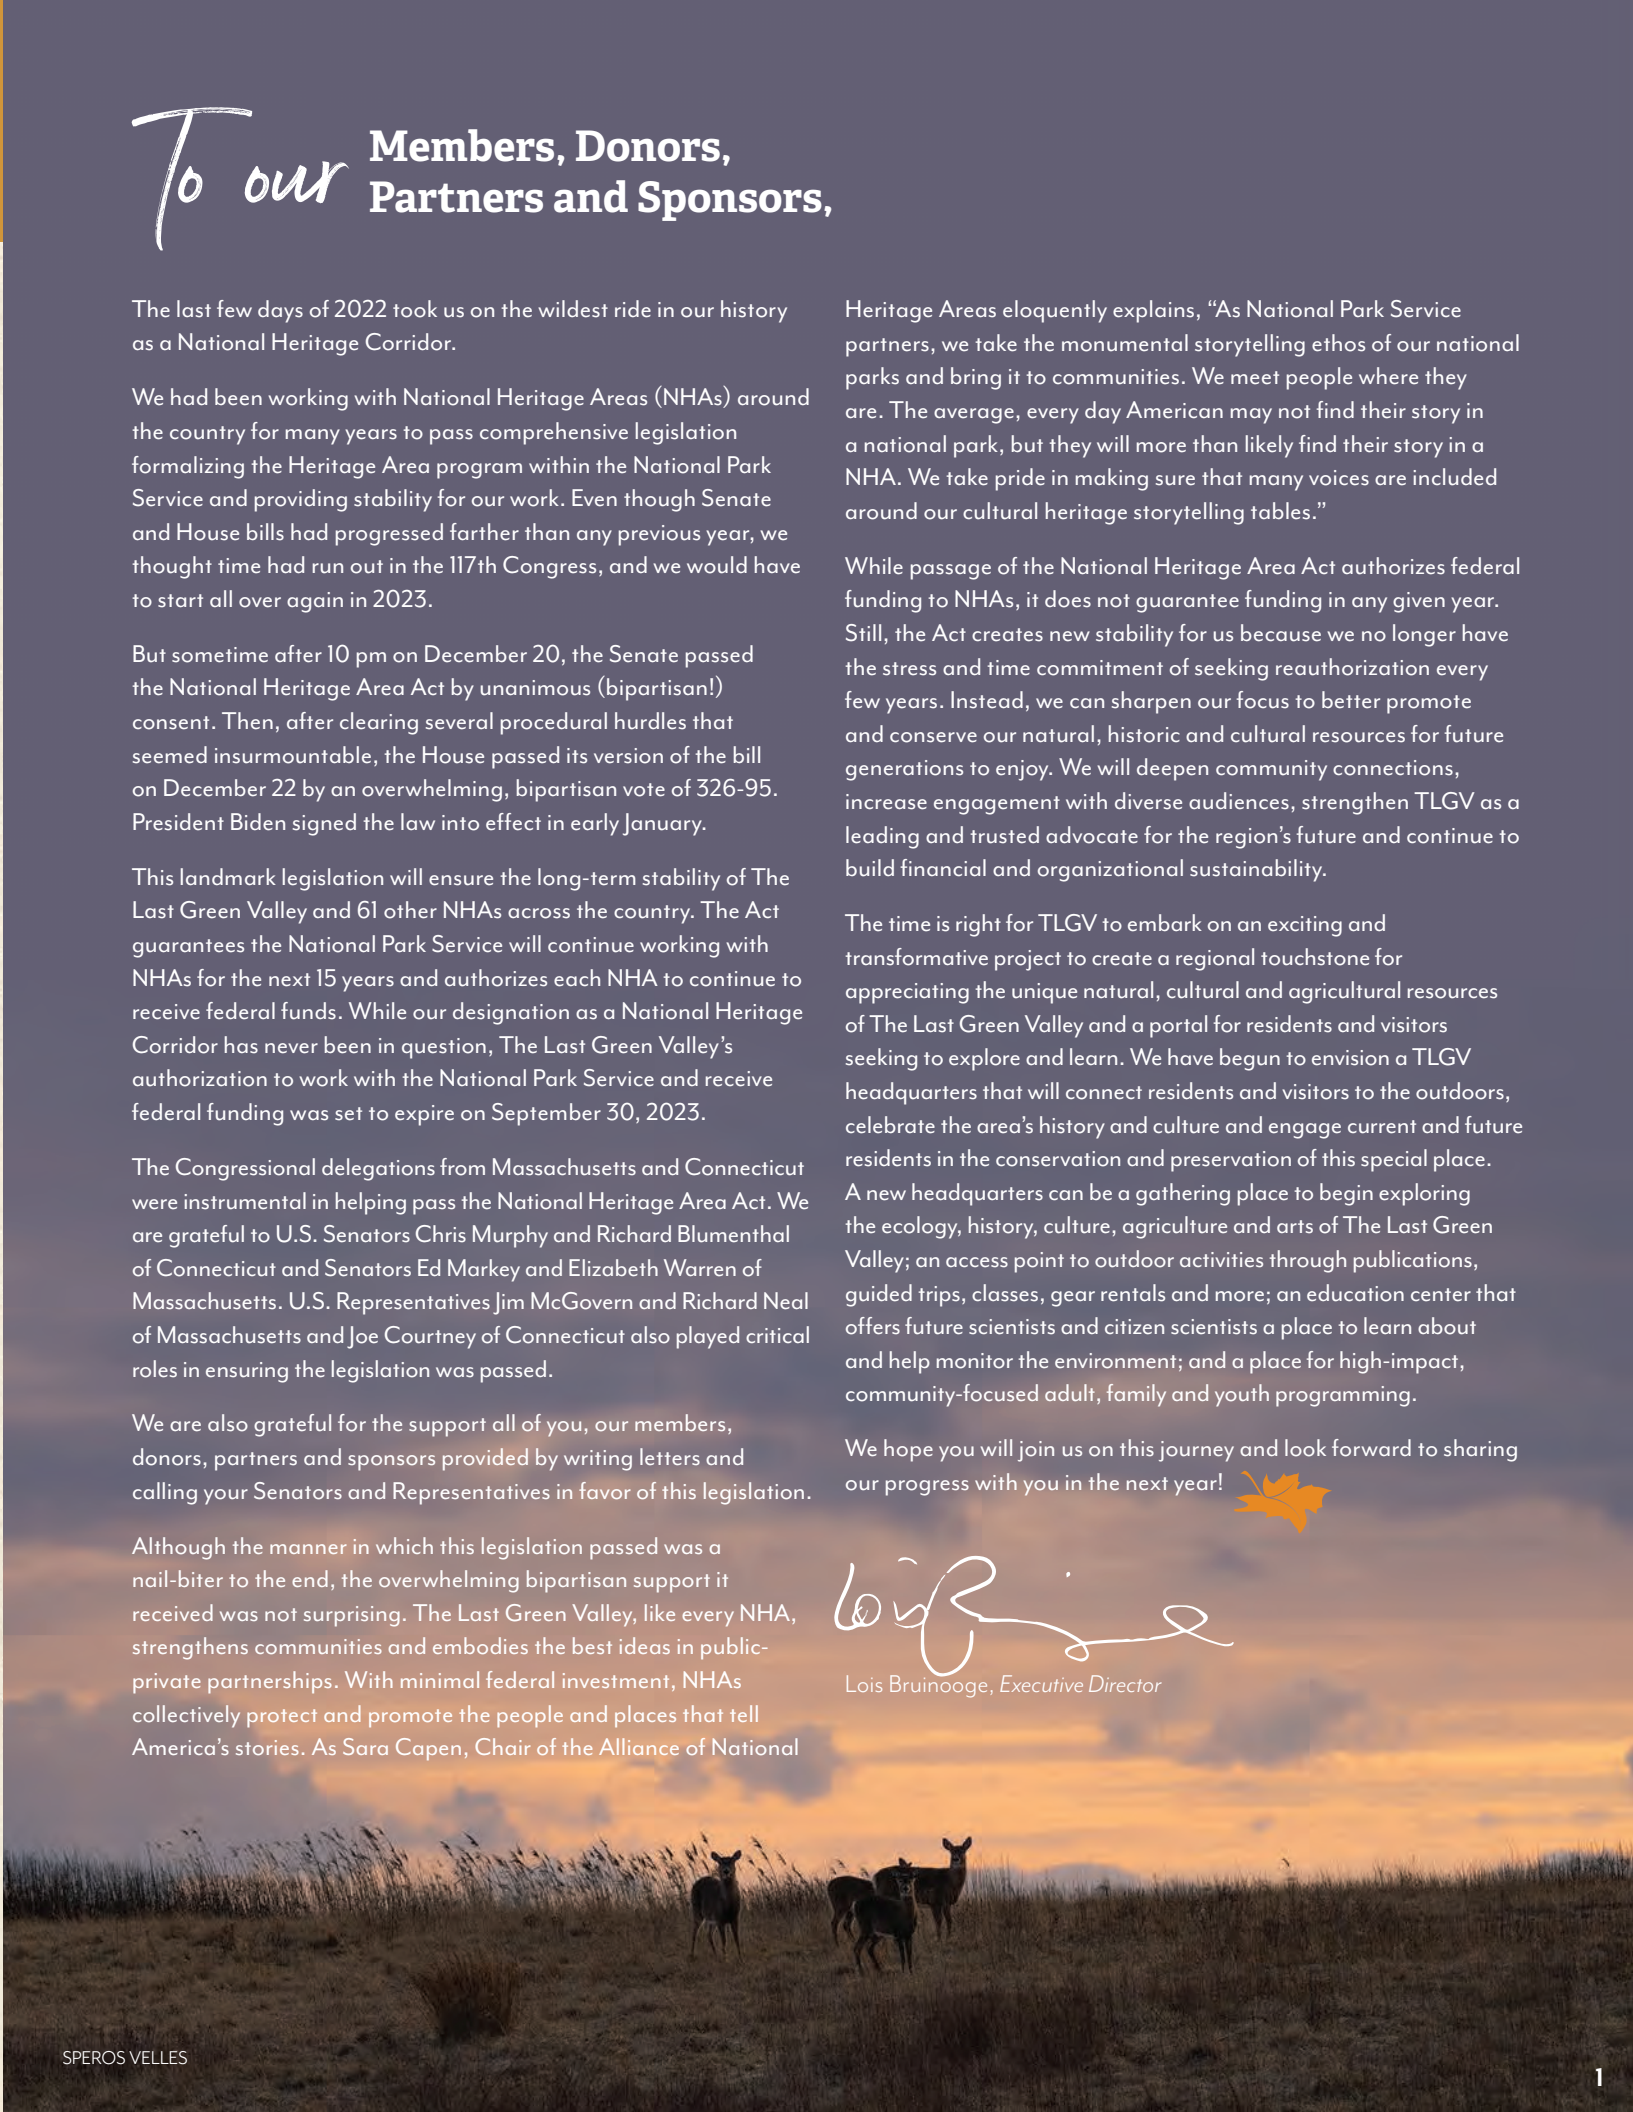 To our Members, Donors,
Partners and Sponsors,
The last few days of 2022 took us on the wildest ride in our history
as a National Heritage Corridor.
We had been working with National Heritage Areas (NHAs) around
the country for many years to pass comprehensive legislation
formalizing the Heritage Area program within the National Park
Service and providing stability for our work. Even though Senate
and House bills had progressed farther than any previous year, we
thought time had run out in the 117th Congress, and we would have
to start all over again in 2023.
But sometime after 10 pm on December 20, the Senate passed
the National Heritage Area Act by unanimous (bipartisan!)
consent. Then, after clearing several procedural hurdles that
seemed insurmountable, the House passed its version of the bill
on December 22 by an overwhelming, bipartisan vote of 326-95.
President Biden signed the law into effect in early January.
This landmark legislation will ensure the long-term stability of The
Last Green Valley and 61 other NHAs across the country. The Act
guarantees the National Park Service will continue working with
NHAs for the next 15 years and authorizes each NHA to continue to
receive federal funds. While our designation as a National Heritage
Corridor has never been in question, The Last Green Valley’s
authorization to work with the National Park Service and receive
federal funding was set to expire on September 30, 2023.
The Congressional delegations from Massachusetts and Connecticut
were instrumental in helping pass the National Heritage Area Act. We
are grateful to U.S. Senators Chris Murphy and Richard Blumenthal
of Connecticut and Senators Ed Markey and Elizabeth Warren of
Massachusetts. U.S. Representatives Jim McGovern and Richard Neal
of Massachusetts and Joe Courtney of Connecticut also played critical
roles in ensuring the legislation was passed.
We are also grateful for the support all of you, our members,
donors, partners and sponsors provided by writing letters and
calling your Senators and Representatives in favor of this legislation.
Although the manner in which this legislation passed was a
nail-biter to the end, the overwhelming bipartisan support it
received was not surprising. The Last Green Valley, like every NHA,
strengthens communities and embodies the best ideas in public-
private partnerships. With minimal federal investment, NHAs
collectively protect and promote the people and places that tell
America’s stories. As Sara Capen, Chair of the Alliance of National
Heritage Areas eloquently explains, “As National Park Service
partners, we take the monumental storytelling ethos of our national
parks and bring it to communities. We meet people where they
are. The average, every day American may not find their story in
a national park, but they will more than likely find their story in a
NHA. We take pride in making sure that many voices are included
around our cultural heritage storytelling tables.”
While passage of the National Heritage Area Act authorizes federal
funding to NHAs, it does not guarantee funding in any given year.
Still, the Act creates new stability for us because we no longer have
the stress and time commitment of seeking reauthorization every
few years. Instead, we can sharpen our focus to better promote
and conserve our natural, historic and cultural resources for future
generations to enjoy. We will deepen community connections,
increase engagement with diverse audiences, strengthen TLGV as a
leading and trusted advocate for the region’s future and continue to
build financial and organizational sustainability.
The time is right for TLGV to embark on an exciting and
transformative project to create a regional touchstone for
appreciating the unique natural, cultural and agricultural resources
of The Last Green Valley and a portal for residents and visitors
seeking to explore and learn. We have begun to envision a TLGV
headquarters that will connect residents and visitors to the outdoors,
celebrate the area’s history and culture and engage current and future
residents in the conservation and preservation of this special place.
A new headquarters can be a gathering place to begin exploring
the ecology, history, culture, agriculture and arts of The Last Green
Valley; an access point to outdoor activities through publications,
guided trips, classes, gear rentals and more; an education center that
offers future scientists and citizen scientists a place to learn about
and help monitor the environment; and a place for high-impact,
community-focused adult, family and youth programming.
We hope you will join us on this journey and look forward to sharing
our progress with you in the next year!
Lois Bruinooge, Executive Director
SPEROS VELLES
1